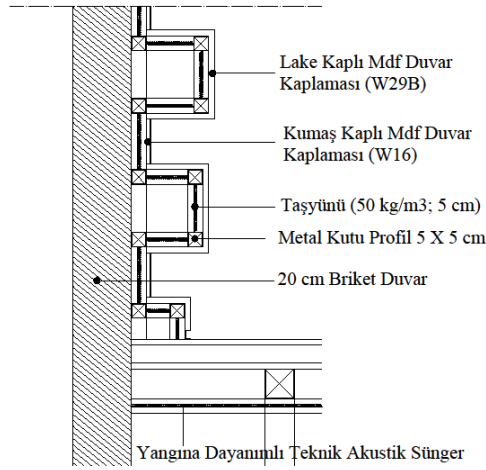 Lake Kaplı Mdf Duvar
Kaplaması (W29B)
Kumaş Kaplı Mdf Duvar
Kaplaması (W16)
Taşyünü (50 kg/m3; 5 cm)
Metal Kutu Profil 5 X 5 cm
20 cm Briket Duvar
Yangına Dayanımlı Teknik Akustik Sünger